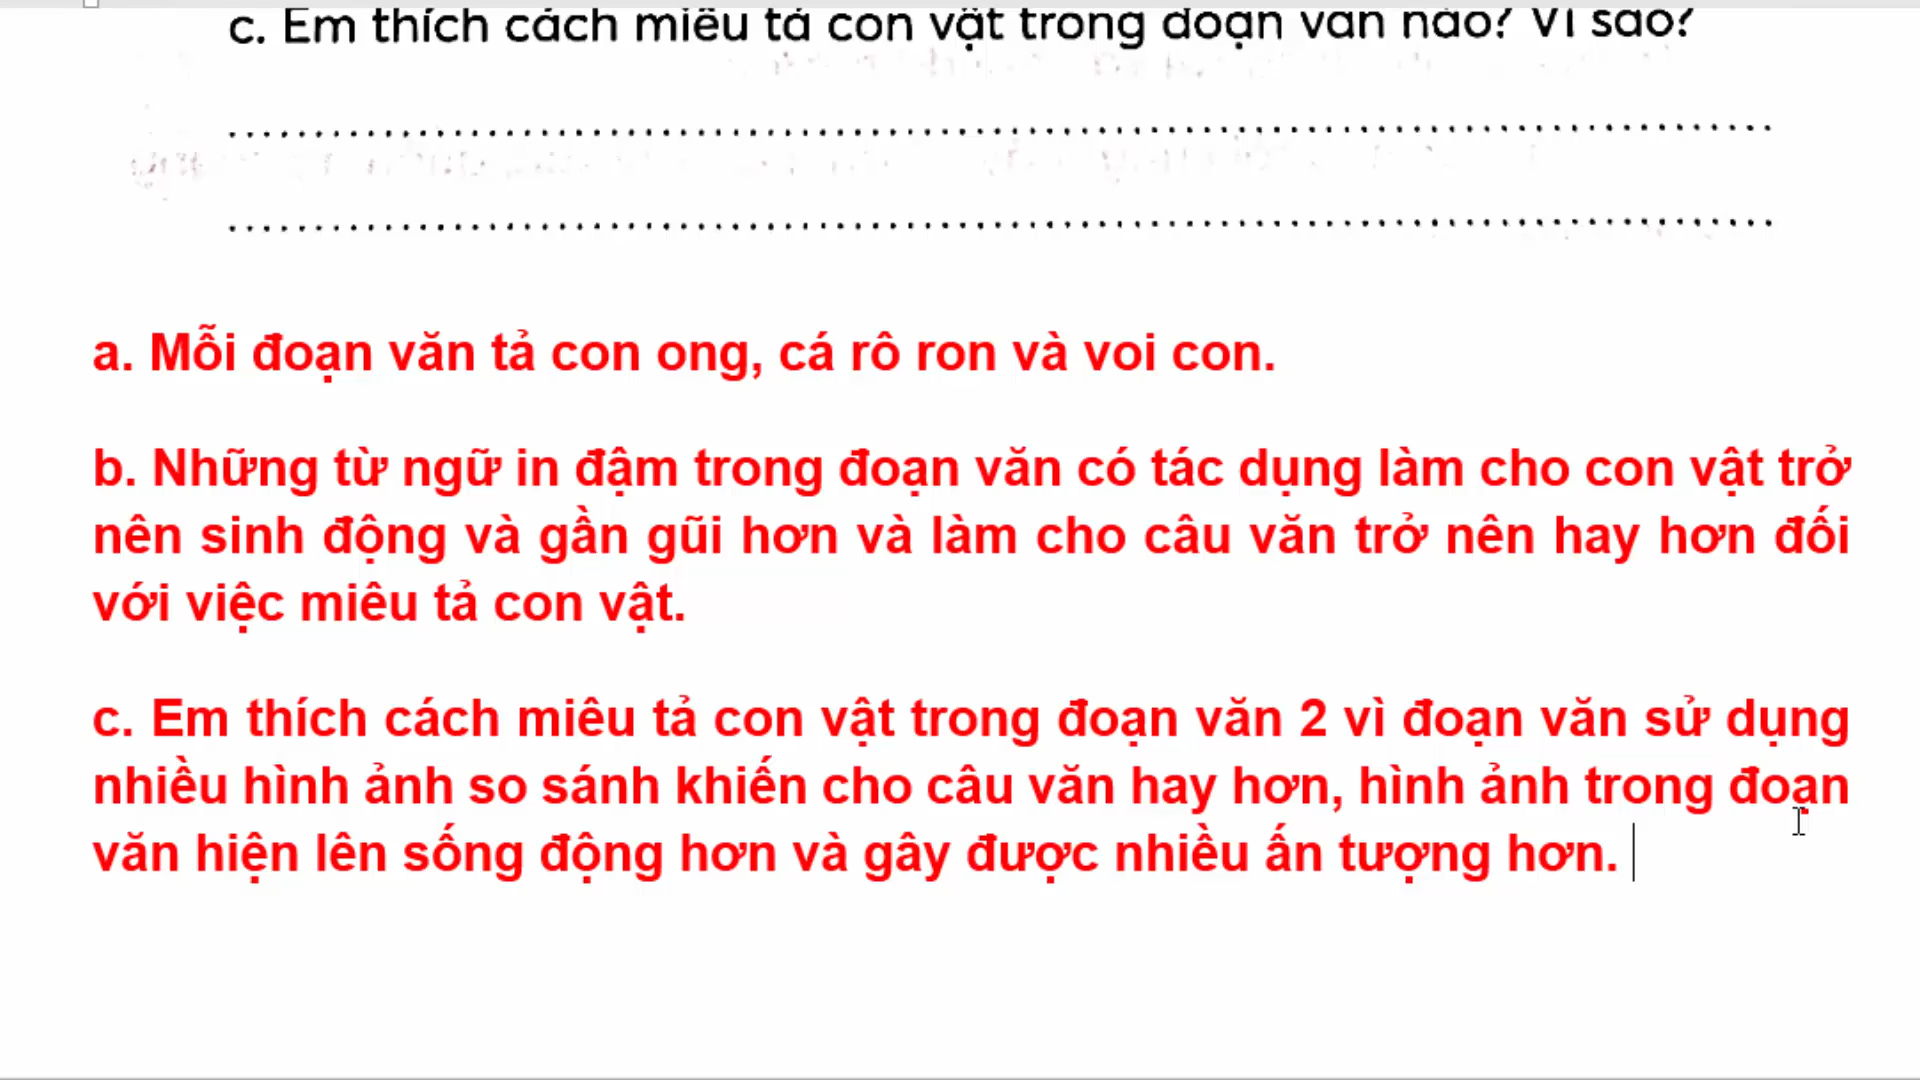 c. Em thích cách miêu tả con vật trong đoạn văn nào? Vì sao?
a. Mỗi đoạn văn tả con ong, cá rô ron và voi con.
b. Những từ ngữ in đậm trong đoạn văn có tác dụng làm cho con vật trở
nên sinh động và gần gũi hơn và làm cho câu văn trở nên hay hơn đối
với việc miêu tả con vật.
c. Em thích cách miêu tả con vật trong đoạn văn 2 vì đoạn văn sử dụng
nhiều hình ảnh so sánh khiến cho câu văn hay hơn, hình ảnh trong đoạn
văn hiện lên sống động hơn và gây được nhiều ấn tượng hơn.